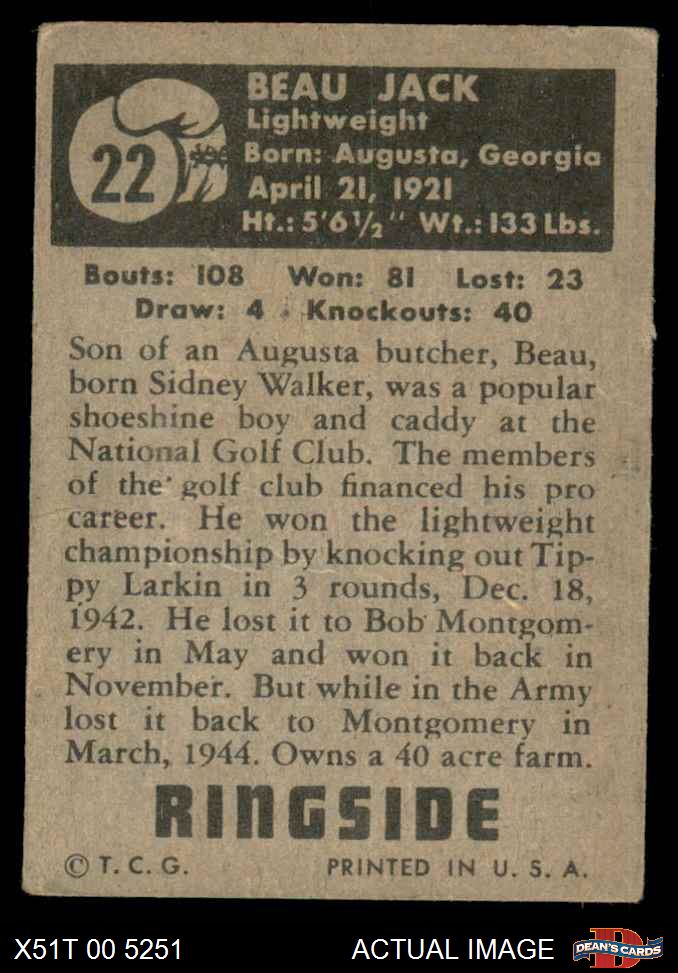 22
BEAU JACK
Lightweight
Born: Augusta, Georgia
April 21, 1921
Ht.: 5'6½" Wt.: 133 Lbs.
Bouts: 108 Won: 81 Lost: 23
Draw: 4 . Knockouts: 40
Son of an Augusta butcher, Beau,
born Sidney Walker, was a popular
shoeshine boy and caddy at the
National Golf Club. The members
of the golf club financed his pro
career. He won the lightweight
championship by knocking out Tip-
py Larkin in 3 rounds, Dec. 18,
1942. He lost it to Bob Montgom-
ery in May and won it back in
November. But while in the Army
lost it back to Montgomery in
March, 1944. Owns a 40 acre farm.
RINGSIDE
© T. C. G. PRINTED IN U. S. A.
X51T 00 5251 ACTUAL IMAGE DEAN'S CARDS